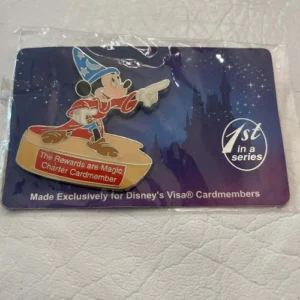 1st
in a
series
The Rewards are Magic
Charter Cardmember
Made Exclusively for Disney's Visa® Cardmembers